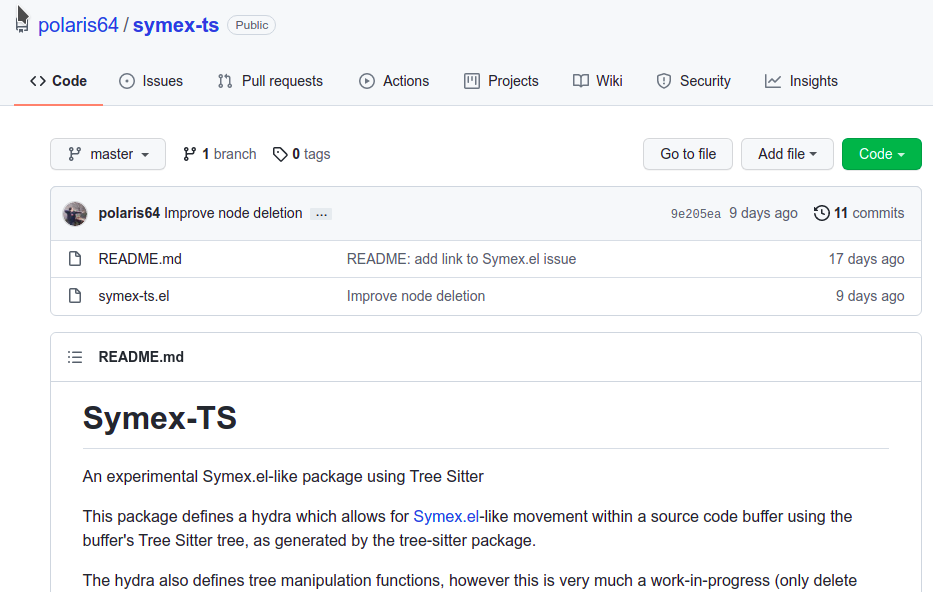 polaris64 / symex-ts Public
Code Issues Pull requests Actions Projects Wiki Security Insights
master 1 branch 0 tags Go to file Add file Code
polaris64 Improve node deletion ... 9e205ea 9 days ago 11 commits
README.md README: add link to Symex.el issue 17 days ago
symex-ts.el Improve node deletion 9 days ago
README.md
Symex-TS
An experimental Symex.el-like package using Tree Sitter
This package defines a hydra which allows for Symex.el-like movement within a source code buffer using the
buffer's Tree Sitter tree, as generated by the tree-sitter package.
The hydra also defines tree manipulation functions, however this is very much a work-in-progress (only delete